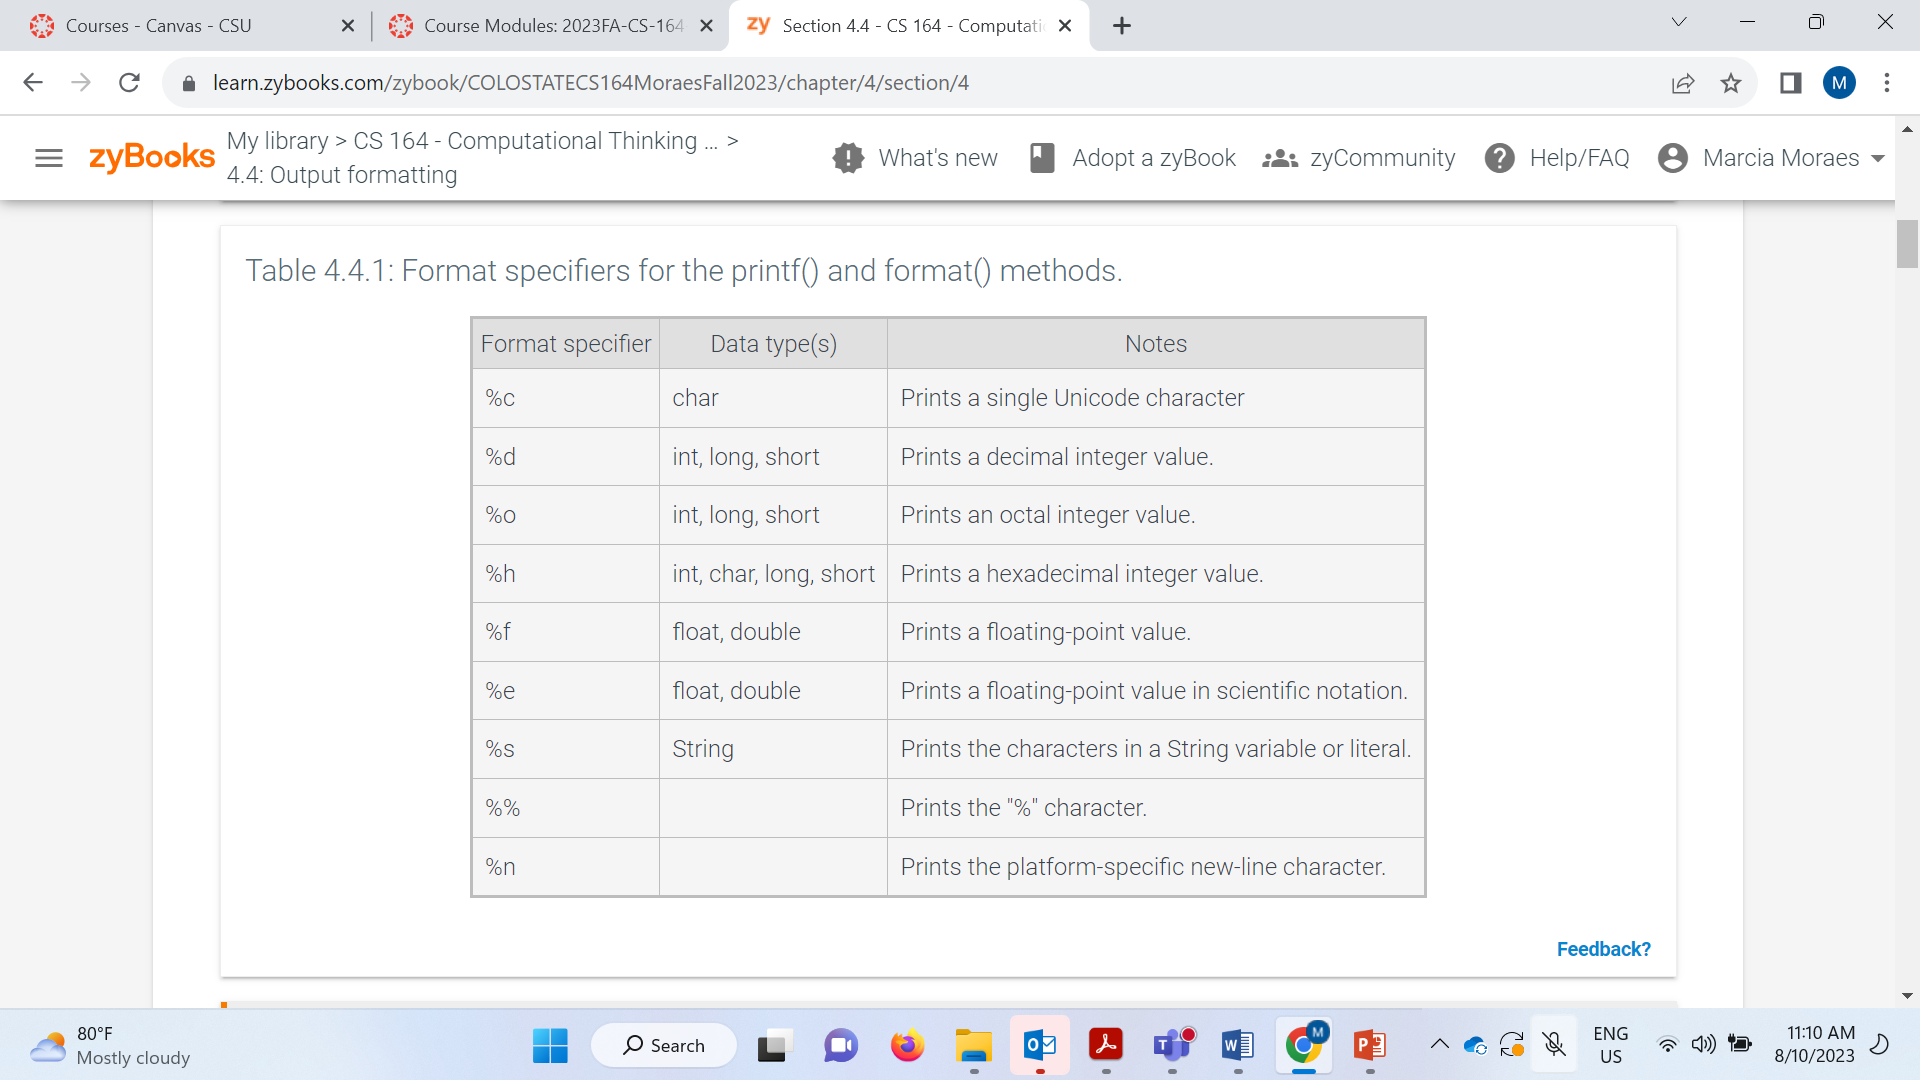 Courses - Canvas - CSU
Course Modules: 2023FA-CS-164
zy Section 4.4 - CS 164 - Computati
learn.zybooks.com/zybook/COLOSTATECS164MoraesFall2023/chapter/4/section/4
M
zyBooks
My library > CS 164 - Computational Thinking ... >
4.4: Output formatting
What's new
Adopt a zyBook
zyCommunity
Help/FAQ
Marcia Moraes
Table 4.4.1: Format specifiers for the printf() and format() methods.
Format specifier Data type(s) Notes
%c char Prints a single Unicode character
%d int, long, short Prints a decimal integer value.
%o int, long, short Prints an octal integer value.
%h int, char, long, short Prints a hexadecimal integer value.
%f float, double Prints a floating-point value.
%e float, double Prints a floating-point value in scientific notation.
%s String Prints the characters in a String variable or literal.
%% Prints the "%" character.
%n Prints the platform-specific new-line character.
Feedback?
80°F
Mostly cloudy
Search
M
ENG
US
11:10 AM
8/10/2023